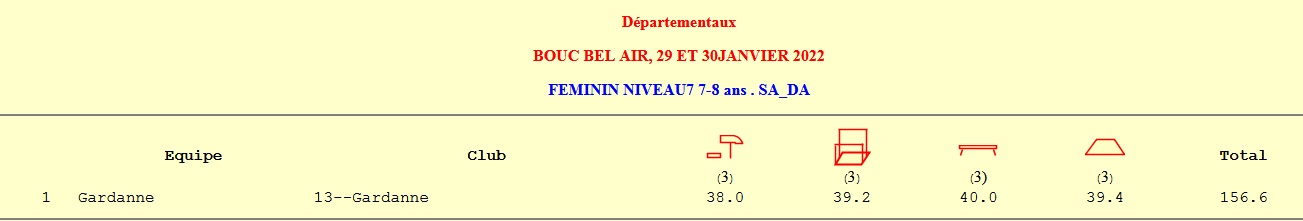 Départementaux
BOUC BEL AIR, 29 ET 30JANVIER 2022
FEMININ NIVEAU7 7-8 ans . SA_DA
Equipe Club Total
(3) (3) (3) (3)
1 Gardanne 13--Gardanne 38.0 39.2 40.0 39.4 156.6